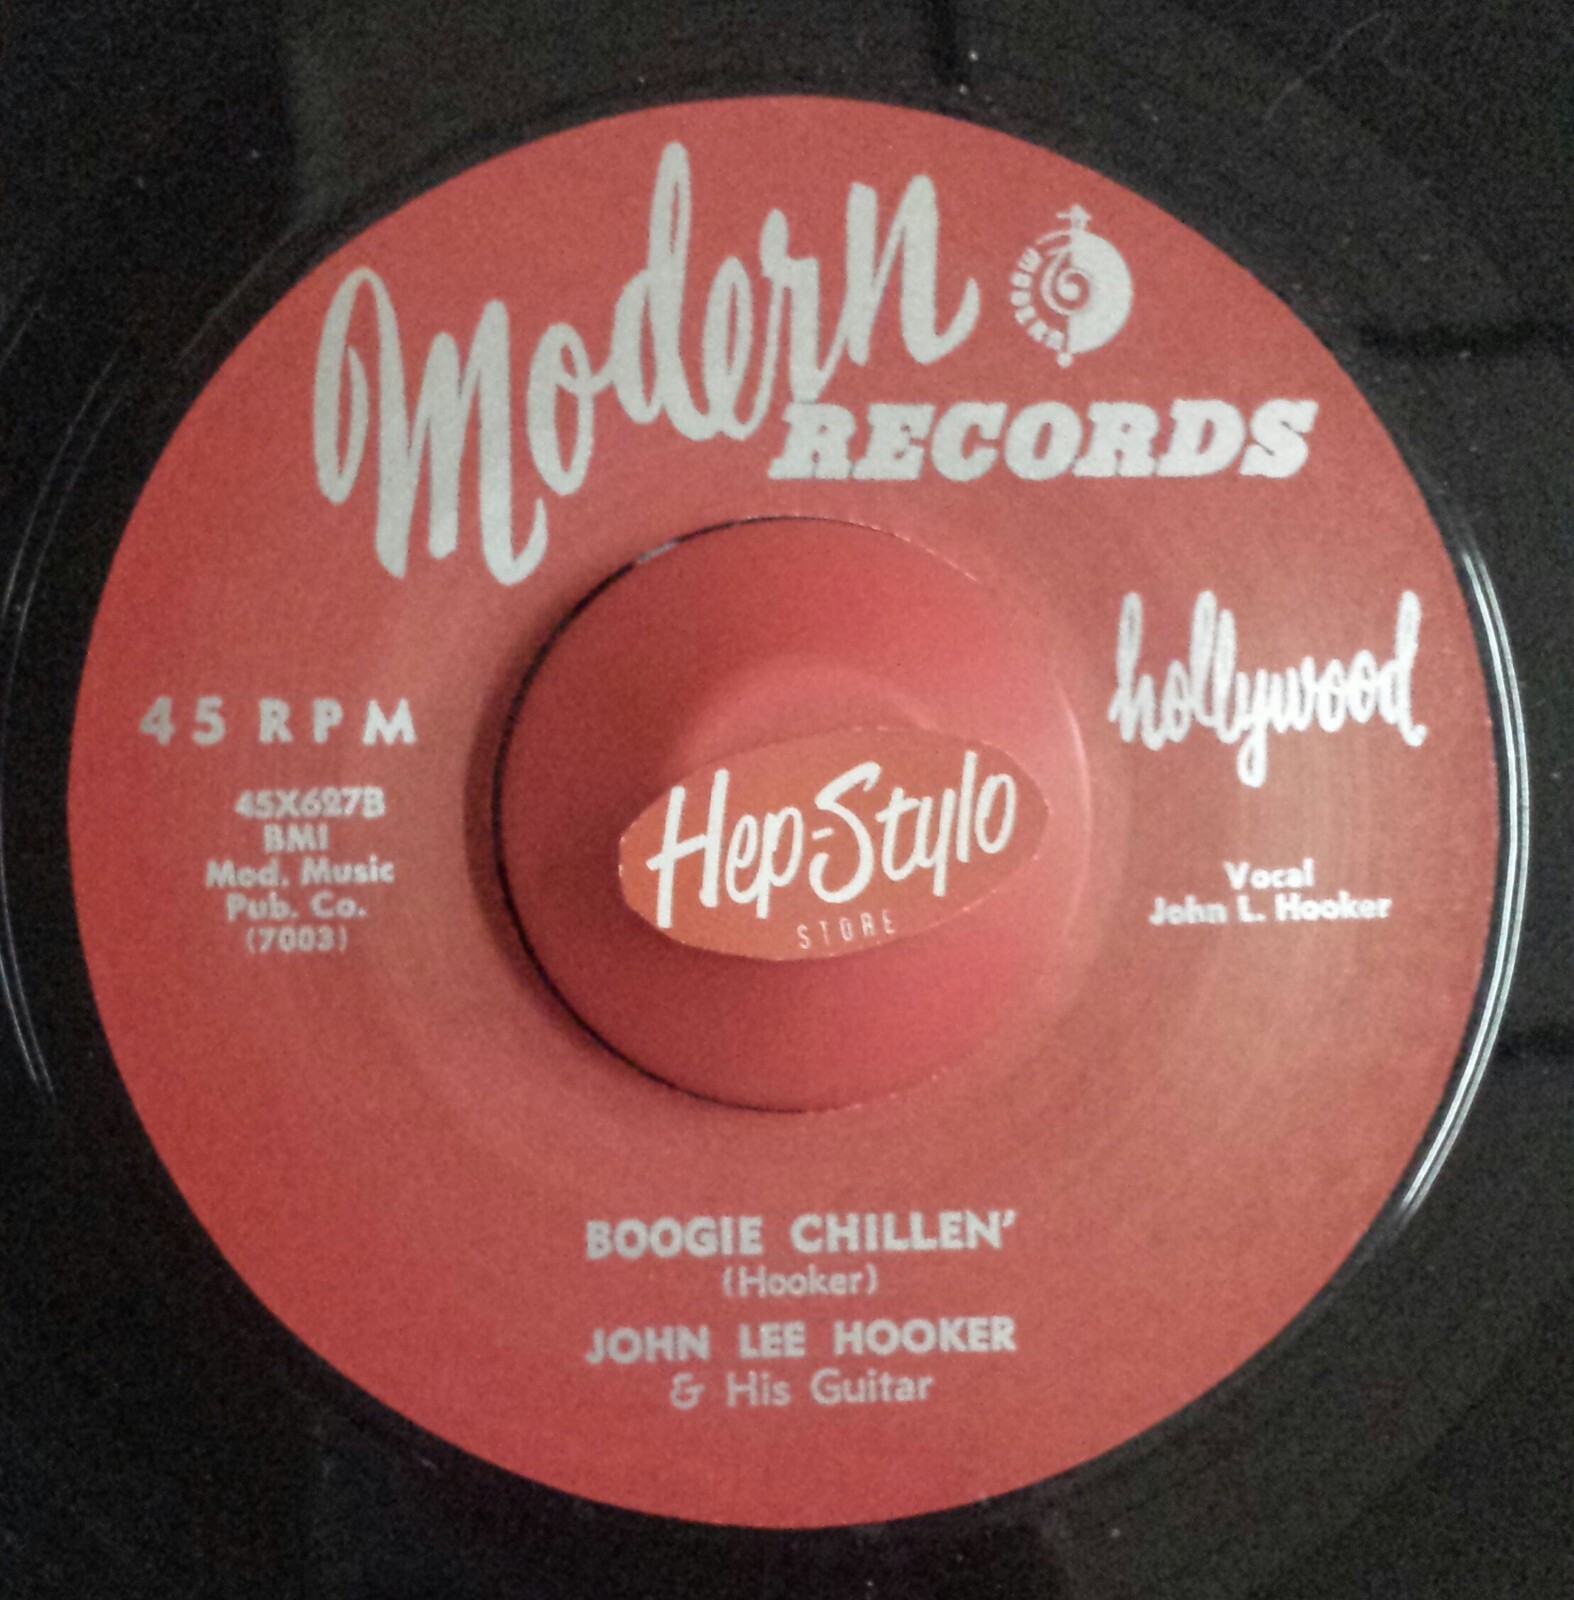 Modern
MODERN
RECORDS
hollywood
45 RPM
45X627B
BMI
Mod. Music
Pub. Co.
(7003)
Hep-Stylo
STORE
Vocal
John L. Hooker
BOOGIE CHILLEN'
(Hooker)
JOHN LEE HOOKER
& His Guitar